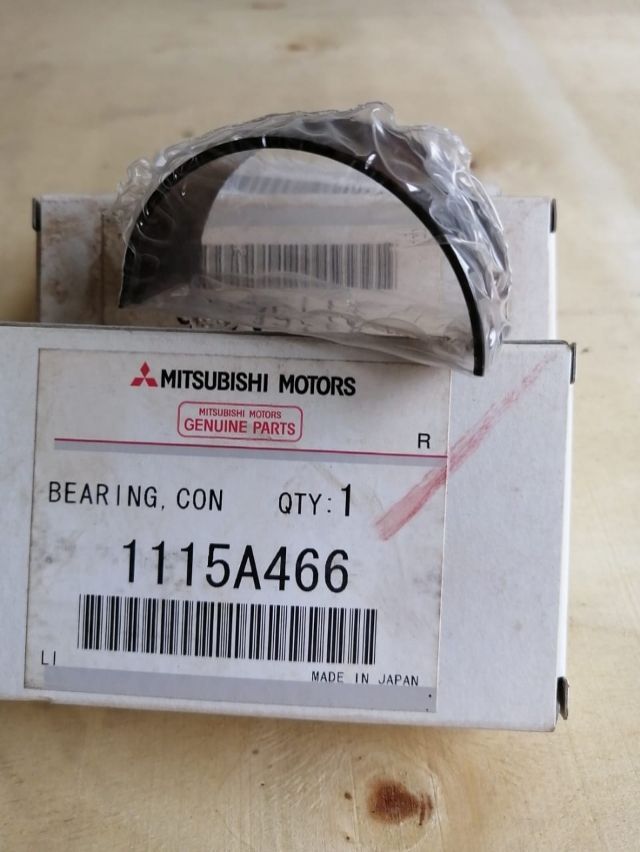 MITSUBISHI MOTORS
MITSUBISHI MOTORS
GENUINE PARTS
R
BEARING, CON QTY: 1
1115A466
LI
MADE IN JAPAN